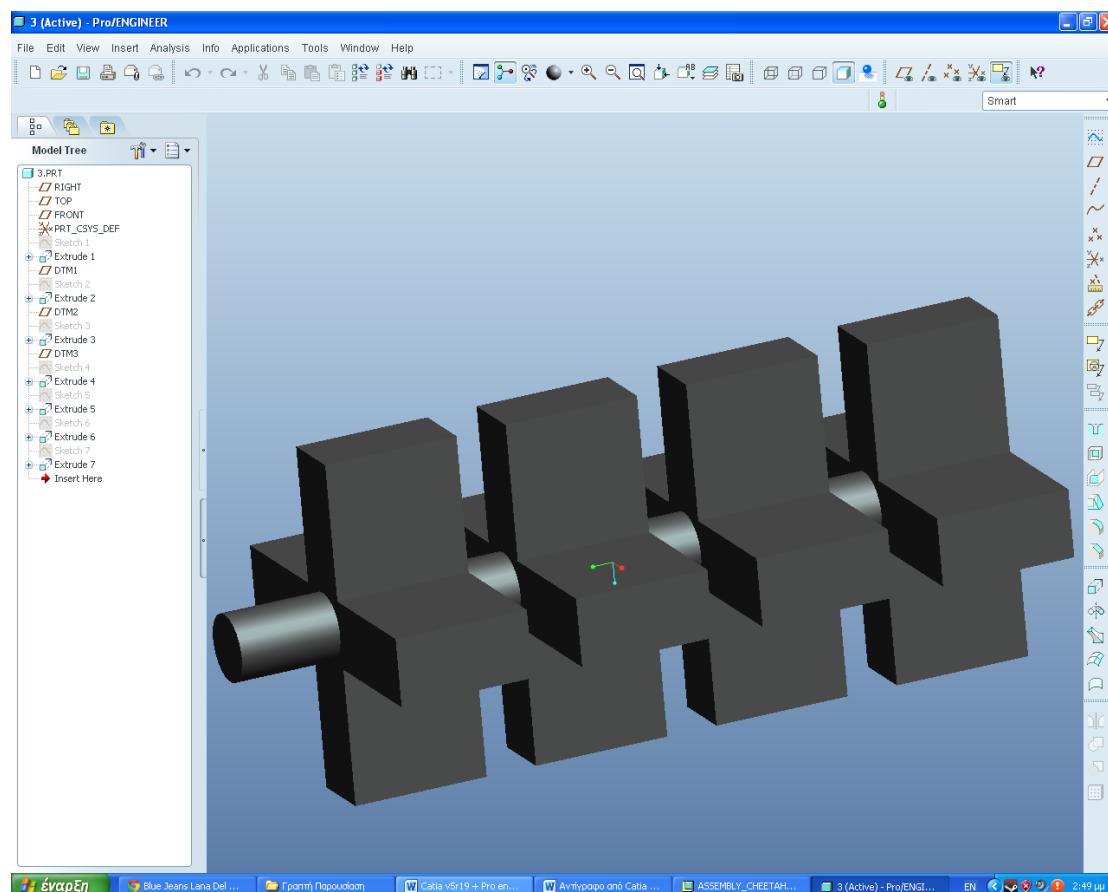 3 (Active) - Pro/ENGINEER
File Edit View Insert Analysis Info Applications Tools Window Help
Smart
Model Tree
3.PRT
RIGHT
TOP
FRONT
PRT_CSYS_DEF
Sketch 1
Extrude 1
DTM1
Sketch 2
Extrude 2
DTM2
Sketch 3
Extrude 3
DTM3
Sketch 4
Extrude 4
Sketch 5
Extrude 5
Sketch 6
Extrude 6
Sketch 7
Extrude 7
Insert Here
έναρξη Blue Jeans Lana Del ... Γραπτή Παρουσίαση Catia v5r19 + Pro en... Αντίγραφο από Catia ... ASSEMBLY_CHEETAH... 3 (Active) - Pro/ENGI... EN 2:49 μμ